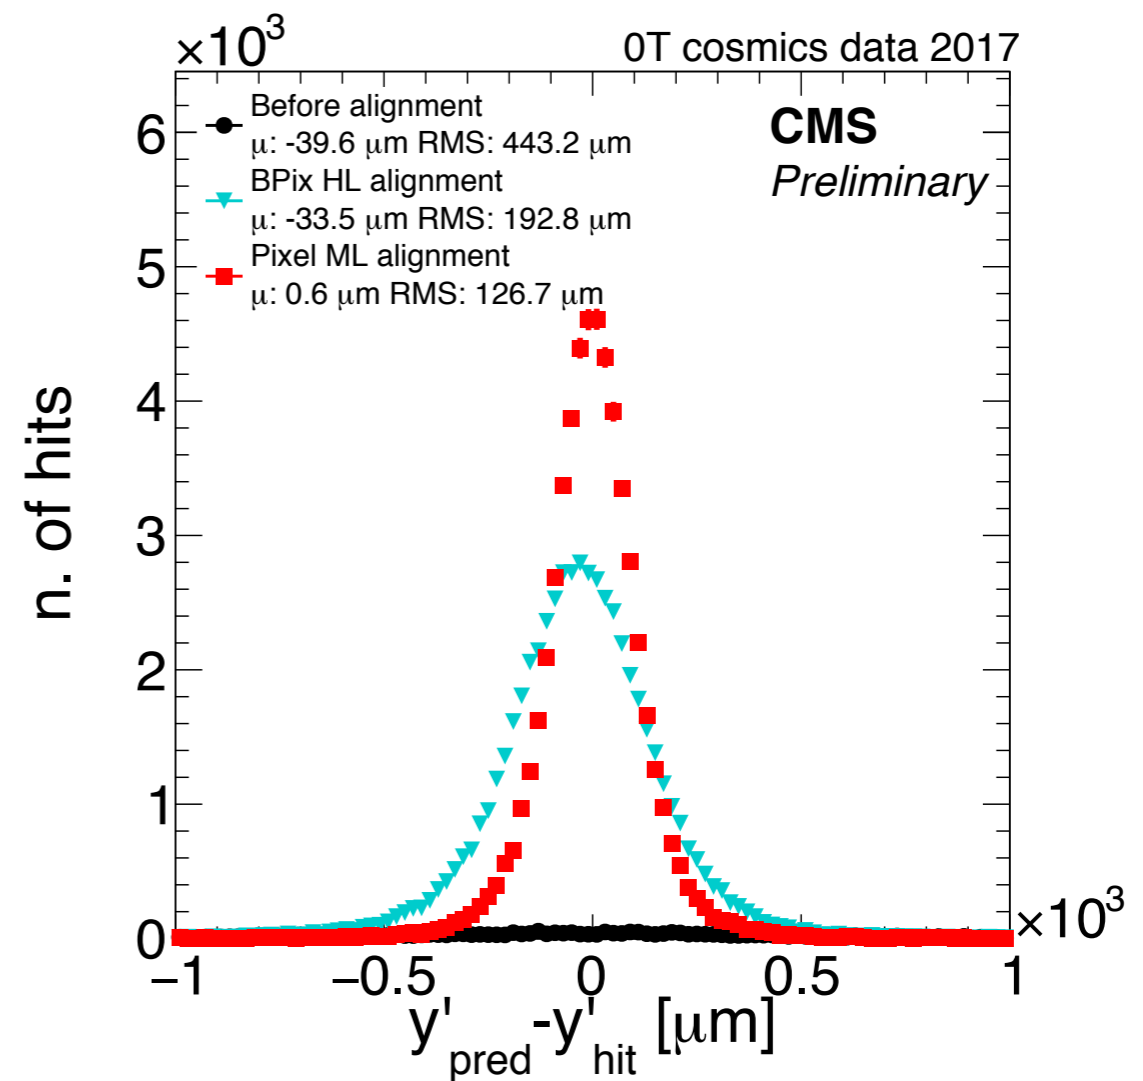 ×10³
0T cosmics data 2017
Before alignment
μ: -39.6 μm RMS: 443.2 μm
BPix HL alignment
μ: -33.5 μm RMS: 192.8 μm
Pixel ML alignment
μ: 0.6 μm RMS: 126.7 μm
CMS
Preliminary
n. of hits
6
5
4
3
2
1
0
−1
−0.5
0
0.5
1
×10³
y'pred-y'hit [μm]